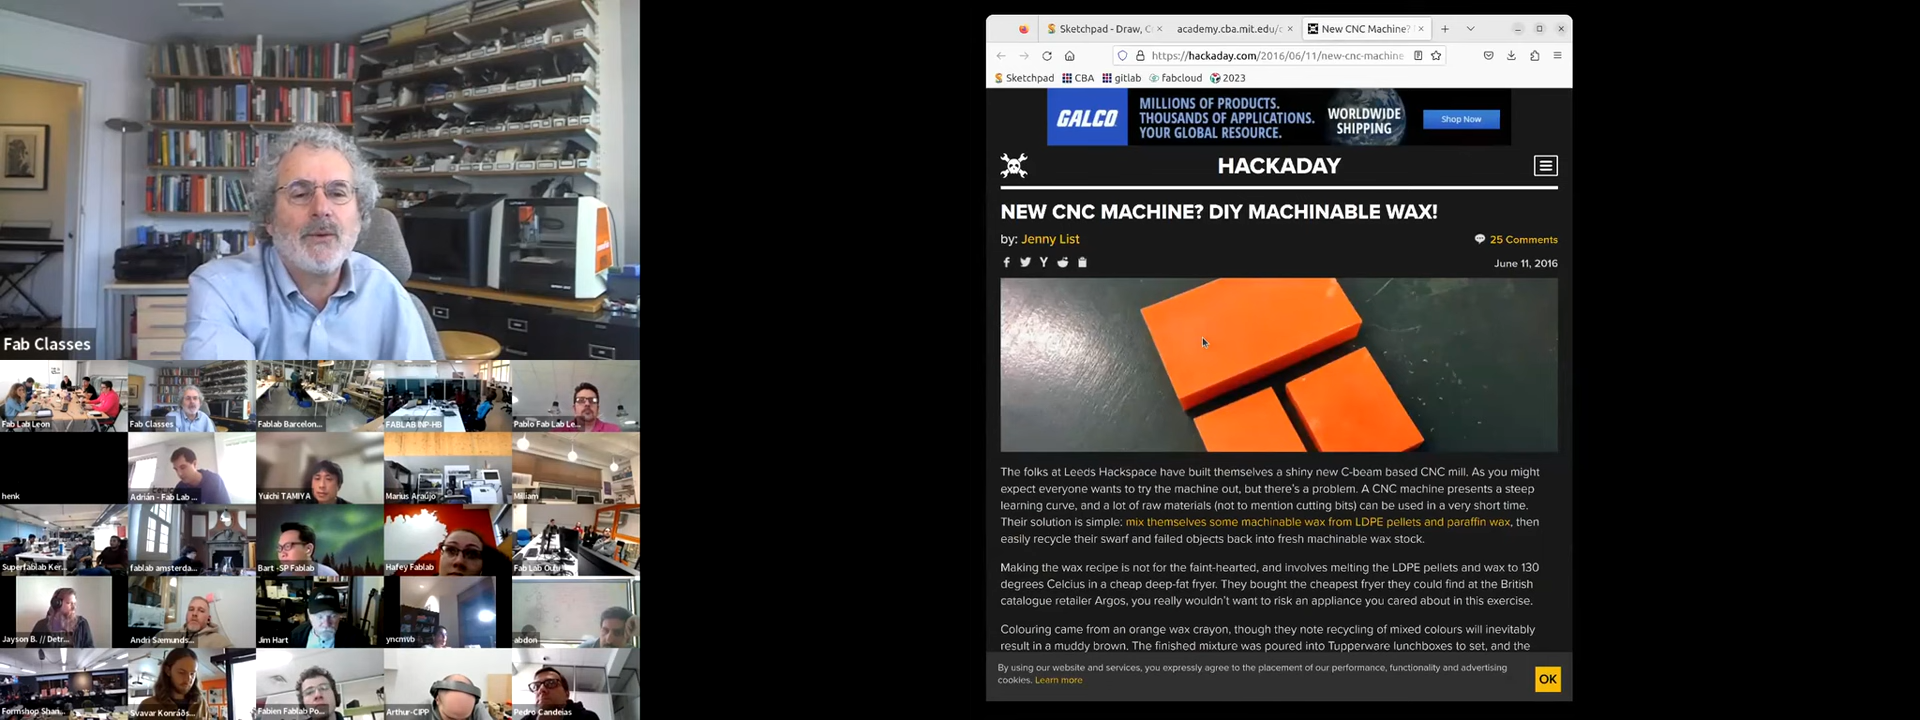 Fab Classes
Fab Lab Leon
Fab Classes
Fablab Barcelon...
FABLAB INP-HB
Pablo Fab Lab Le...
henk
Adrián - Fab Lab ...
Yuichi TAMIYA
Marius Araújo
Milliam
Superfablab Ker...
fablab amsterda...
Bart -SP Fablab
Hafey Fablab
Fab Lab Oulu
Jayson B. // Detr...
Andri Sæmunds...
Jim Hart
yncmvb
abdon
Formshop Shan...
Svavar Konráðs...
Fabien Fablab Po...
Arthur-CIPP
Pedro Candeias
Sketchpad - Draw, C
academy.cba.mit.edu/c
New CNC Machine?
https://hackaday.com/2016/06/11/new-cnc-machine
Sketchpad CBA gitlab fabcloud 2023
GALCO
MILLIONS OF PRODUCTS.
THOUSANDS OF APPLICATIONS.
YOUR GLOBAL RESOURCE.
WORLDWIDE
SHIPPING
Shop Now
HACKADAY
NEW CNC MACHINE? DIY MACHINABLE WAX!
by: Jenny List
25 Comments
June 11, 2016
The folks at Leeds Hackspace have built themselves a shiny new C-beam based CNC mill. As you might
expect everyone wants to try the machine out, but there's a problem. A CNC machine presents a steep
learning curve, and a lot of raw materials (not to mention cutting bits) can be used in a very short time.
Their solution is simple; mix themselves some machinable wax from LDPE pellets and paraffin wax, then
easily recycle their swarf and failed objects back into fresh machinable wax stock.
Making the wax recipe is not for the faint-hearted, and involves melting the LDPE pellets and wax to 130
degrees Celcius in a cheap deep-fat fryer. They bought the cheapest fryer they could find at the British
catalogue retailer Argos, you really wouldn't want to risk an appliance you cared about in this exercise.
Colouring came from an orange wax crayon, though they note recycling of mixed colours will inevitably
result in a muddy brown. The finished mixture was poured into Tupperware lunchboxes to set, and the
By using our website and services, you expressly agree to the placement of our performance, functionality and advertising
cookies. Learn more
OK